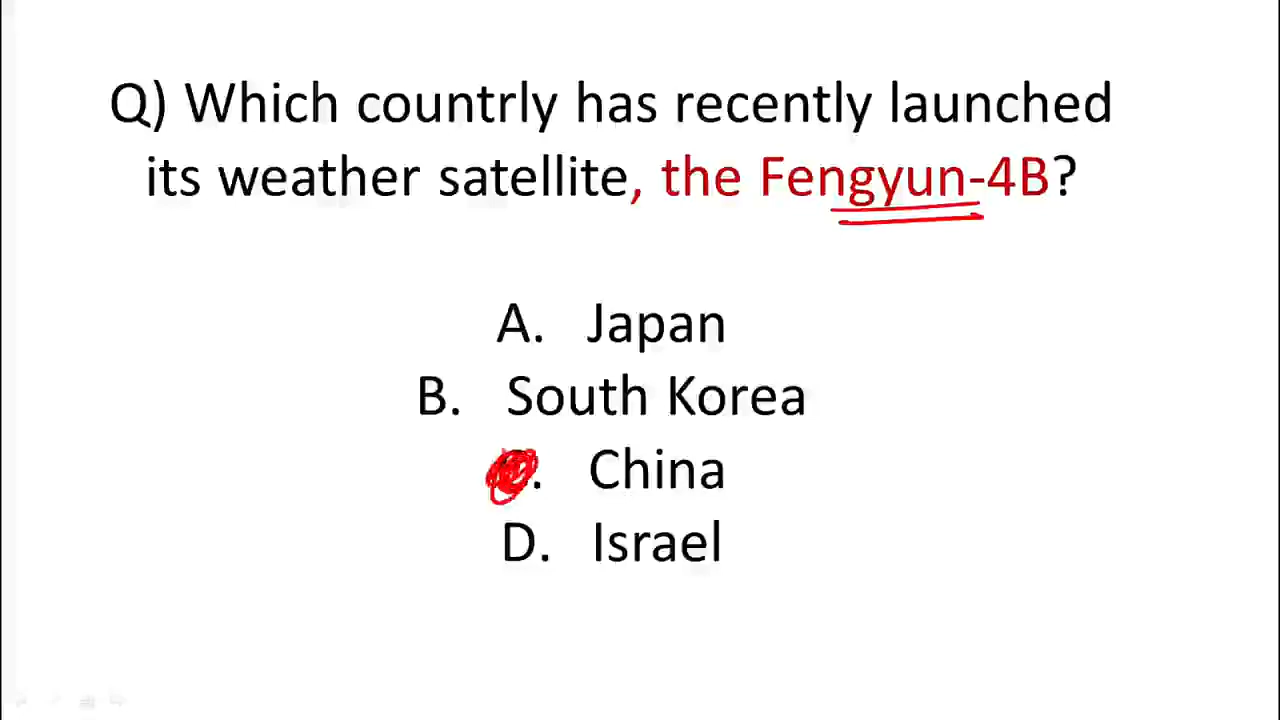 Q) Which countrly has recently launched
its weather satellite, the Fengyun-4B?
A. Japan
B. South Korea
. China
D. Israel